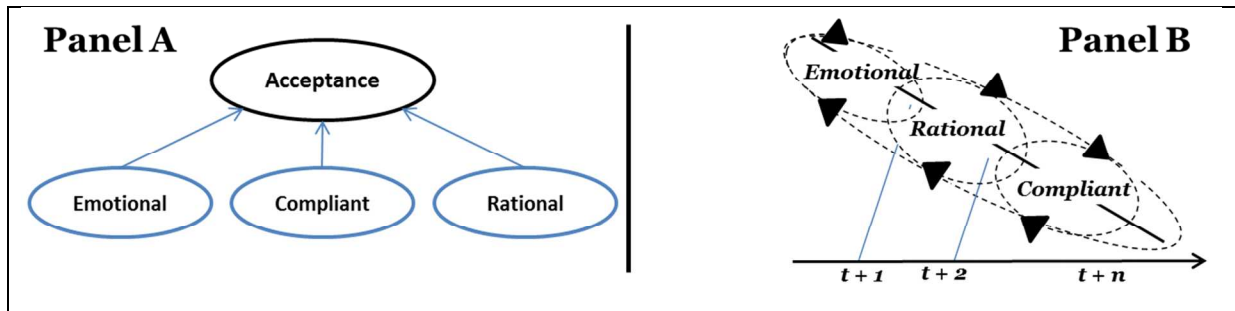 Panel A
Acceptance
Emotional
Compliant
Rational
Panel B
Emotional
Rational
Compliant
t + 1
t + 2
t + n